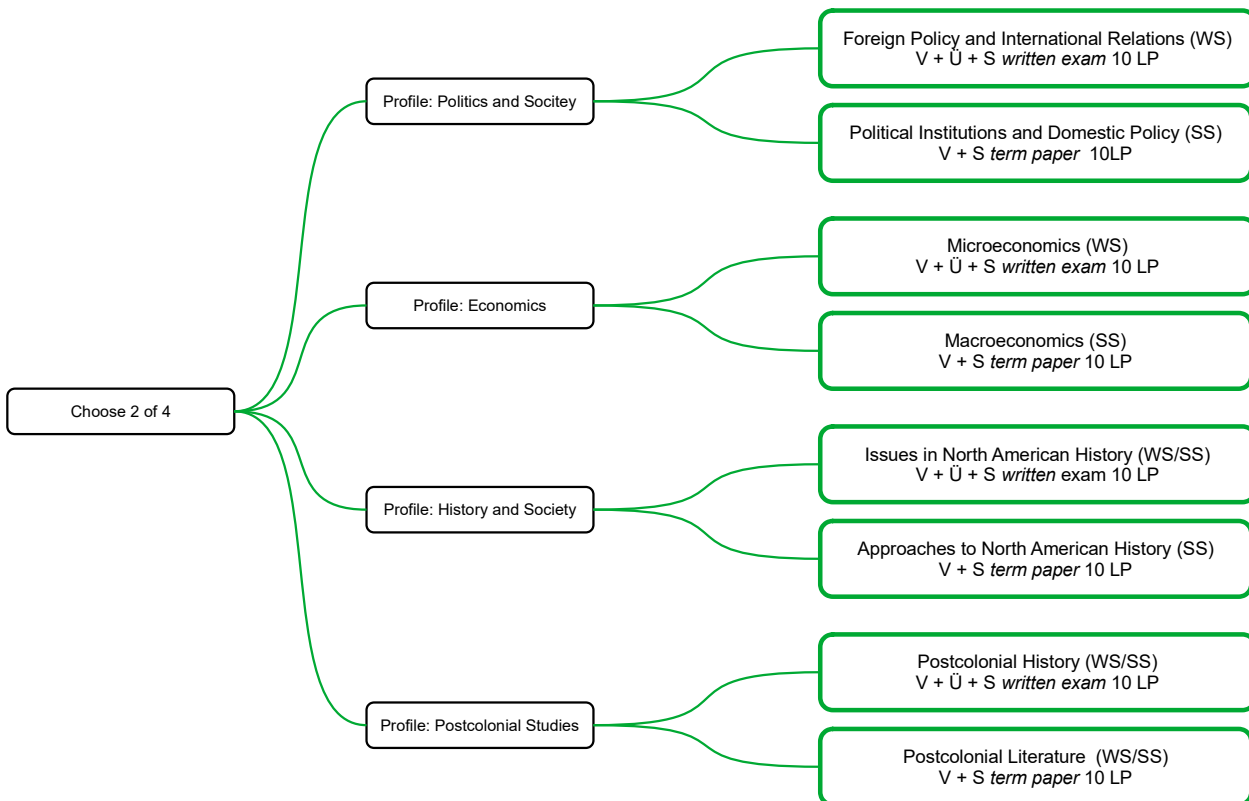 Choose 2 of 4
Profile: Politics and Socitey
Foreign Policy and International Relations (WS)
V + Ü + S written exam 10 LP
Political Institutions and Domestic Policy (SS)
V + S term paper  10LP
Profile: Economics
Microeconomics (WS)
V + Ü + S written exam 10 LP
Macroeconomics (SS)
V + S term paper 10 LP
Profile: History and Society
Issues in North American History (WS/SS)
V + Ü + S written exam 10 LP
Approaches to North American History (SS)
V + S term paper 10 LP
Profile: Postcolonial Studies
Postcolonial History (WS/SS)
V + Ü + S written exam 10 LP
Postcolonial Literature  (WS/SS)
V + S term paper 10 LP